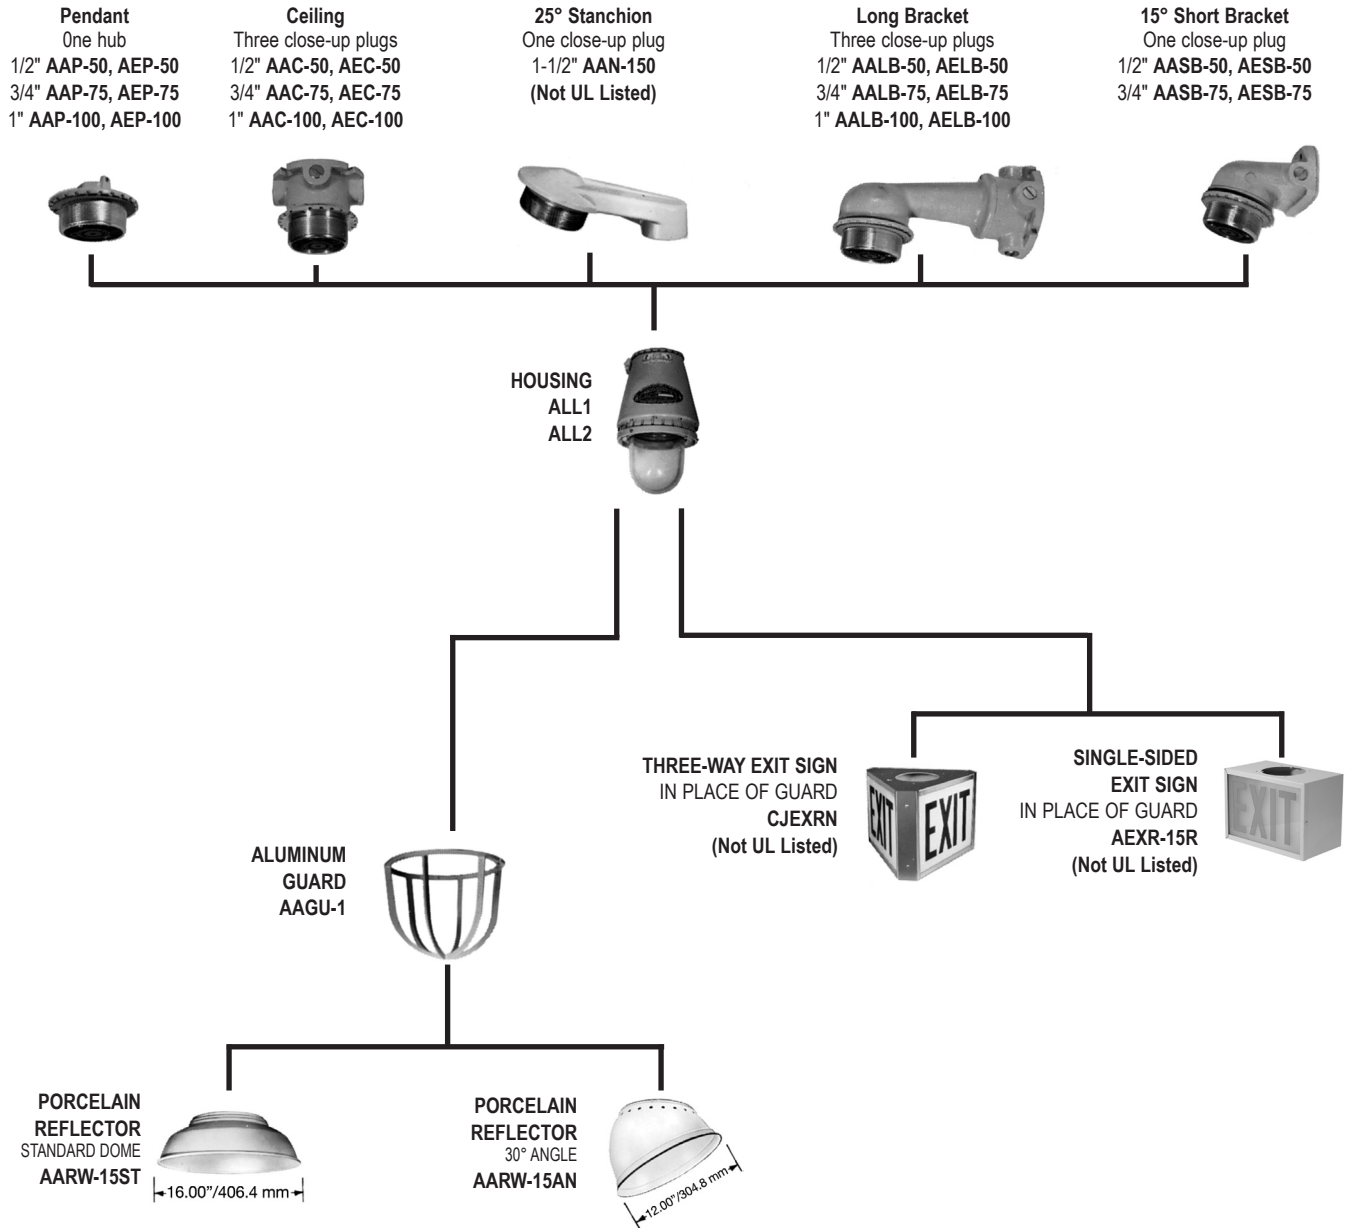 Pendant
One hub
1/2" AAP-50, AEP-50
3/4" AAP-75, AEP-75
1" AAP-100, AEP-100
Ceiling
Three close-up plugs
1/2" AAC-50, AEC-50
3/4" AAC-75, AEC-75
1" AAC-100, AEC-100
25° Stanchion
One close-up plug
1-1/2" AAN-150
(Not UL Listed)
Long Bracket
Three close-up plugs
1/2" AALB-50, AELB-50
3/4" AALB-75, AELB-75
1" AALB-100, AELB-100
15° Short Bracket
One close-up plug
1/2" AASB-50, AESB-50
3/4" AASB-75, AESB-75
HOUSING
ALL1
ALL2
THREE-WAY EXIT SIGN
IN PLACE OF GUARD
CJEXRN
(Not UL Listed)
EXIT
EXIT
SINGLE-SIDED
EXIT SIGN
IN PLACE OF GUARD
AEXR-15R
(Not UL Listed)
EXIT
ALUMINUM
GUARD
AAGU-1
PORCELAIN
REFLECTOR
STANDARD DOME
AARW-15ST
16.00"/406.4 mm
PORCELAIN
REFLECTOR
30° ANGLE
AARW-15AN
12.00"/304.8 mm